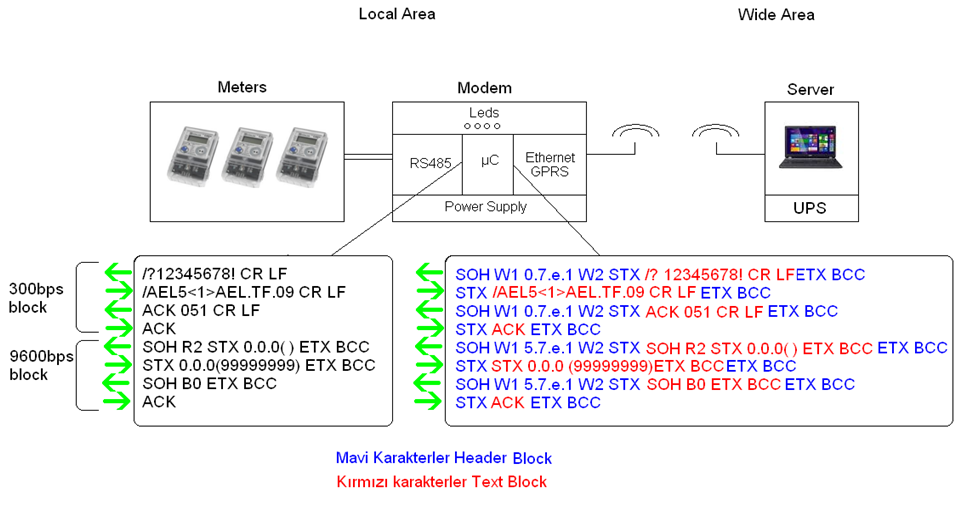 Local Area
Wide Area
Meters
Modem
Server
Leds
RS485
µC
Ethernet
GPRS
Power Supply
UPS
300bps
block
9600bps
block
/?12345678! CR LF
/AEL5<1>AEL.TF.09 CR LF
ACK 051 CR LF
ACK
SOH R2 STX 0.0.0( ) ETX BCC
STX 0.0.0(99999999) ETX BCC
SOH B0 ETX BCC
ACK
SOH W1 0.7.e.1 W2 STX /? 12345678! CR LFETX BCC
STX /AEL5<1>AEL.TF.09 CR LF ETX BCC
SOH W1 0.7.e.1 W2 STX ACK 051 CR LF ETX BCC
STX ACK ETX BCC
SOH W1 5.7.e.1 W2 STX SOH R2 STX 0.0.0( ) ETX BCC ETX BCC
STX STX 0.0.0 (99999999)ETX BCCETX BCC
SOH W1 5.7.e.1 W2 STX SOH B0 ETX BCC ETX BCC
STX ACK ETX BCC
Mavi Karakterler Header Block
Kırmızı karakterler Text Block